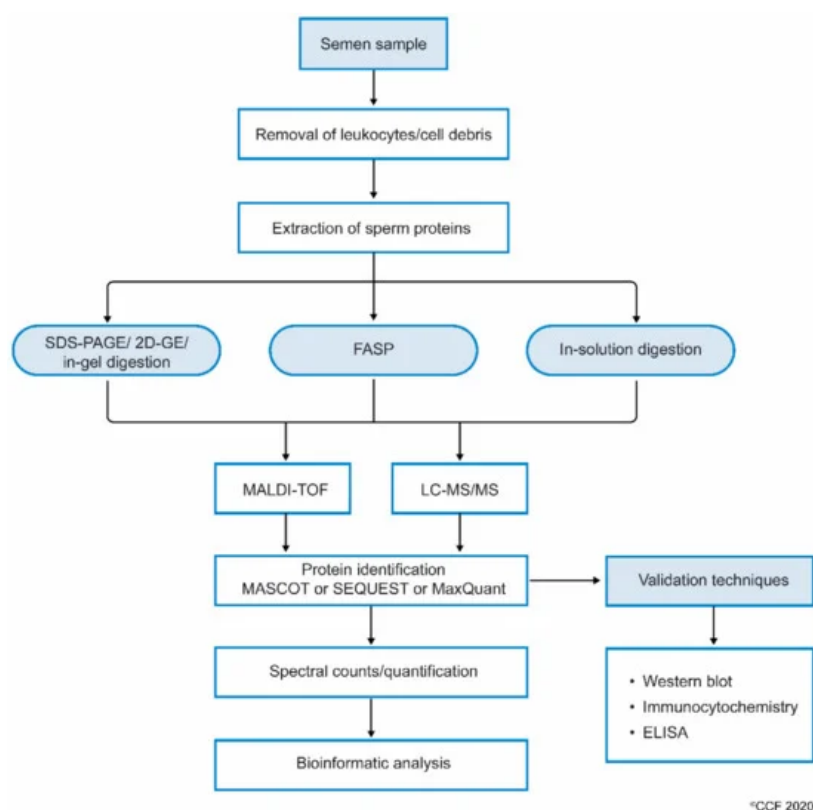 Semen sample
Removal of leukocytes/cell debris
Extraction of sperm proteins
SDS-PAGE/ 2D-GE/
in-gel digestion
FASP
In-solution digestion
MALDI-TOF
LC-MS/MS
Protein identification
MASCOT or SEQUEST or MaxQuant
Validation techniques
Spectral counts/quantification
• Western blot
• Immunocytochemistry
• ELISA
Bioinformatic analysis
©CCF 2020